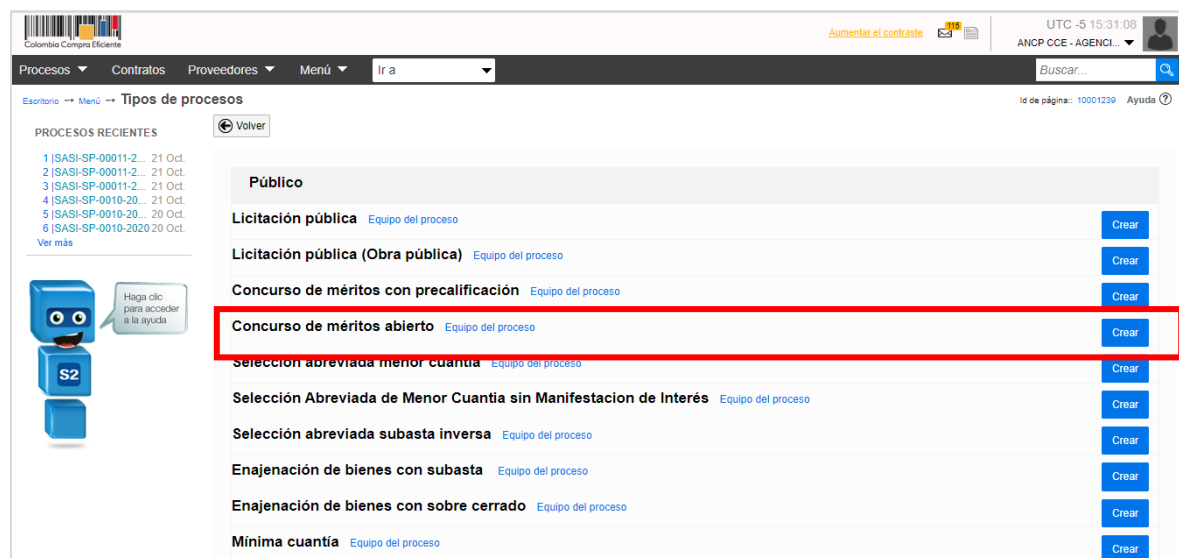 Colombia Compra Eficiente
Aumentar el contraste
115
UTC -5 15:31:08
ANCP CCE - AGENCI...
Procesos Contratos Proveedores Menú Ir a Buscar...
Escritorio → Menú → Tipos de procesos
Id de página:: 10001239 Ayuda ?
Volver
PROCESOS RECIENTES
1 |SASI-SP-00011-2... 21 Oct.
2 |SASI-SP-00011-2... 21 Oct.
3 |SASI-SP-00011-2... 21 Oct.
4 |SASI-SP-0010-20... 21 Oct.
5 |SASI-SP-0010-20... 20 Oct.
6 |SASI-SP-0010-2020 20 Oct.
Ver más
Haga clic
para acceder
a la ayuda
S2
Público
Licitación pública Equipo del proceso Crear
Licitación pública (Obra pública) Equipo del proceso Crear
Concurso de méritos con precalificación Equipo del proceso Crear
Concurso de méritos abierto Equipo del proceso Crear
Selección abreviada menor cuantía Equipo del proceso Crear
Selección Abreviada de Menor Cuantia sin Manifestacion de Interés Equipo del proceso Crear
Selección abreviada subasta inversa Equipo del proceso Crear
Enajenación de bienes con subasta Equipo del proceso Crear
Enajenación de bienes con sobre cerrado Equipo del proceso Crear
Mínima cuantía Equipo del proceso Crear